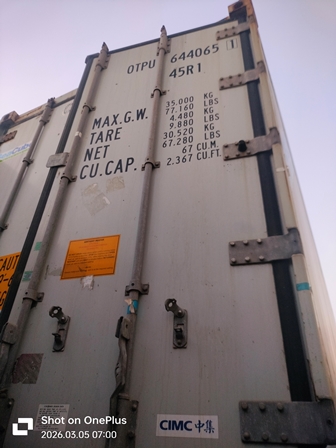 OTPU 644065 1
45R1
MAX.G.W. 35.000 KG
77.160 LBS
TARE 4.480 KG
9.880 LBS
NET 30.520 KG
67.280 LBS
CU.CAP. 67 CU.M.
2.367 CU.FT.
CAUT
CIMC 中集
Shot on OnePlus
2026.03.05 07:00